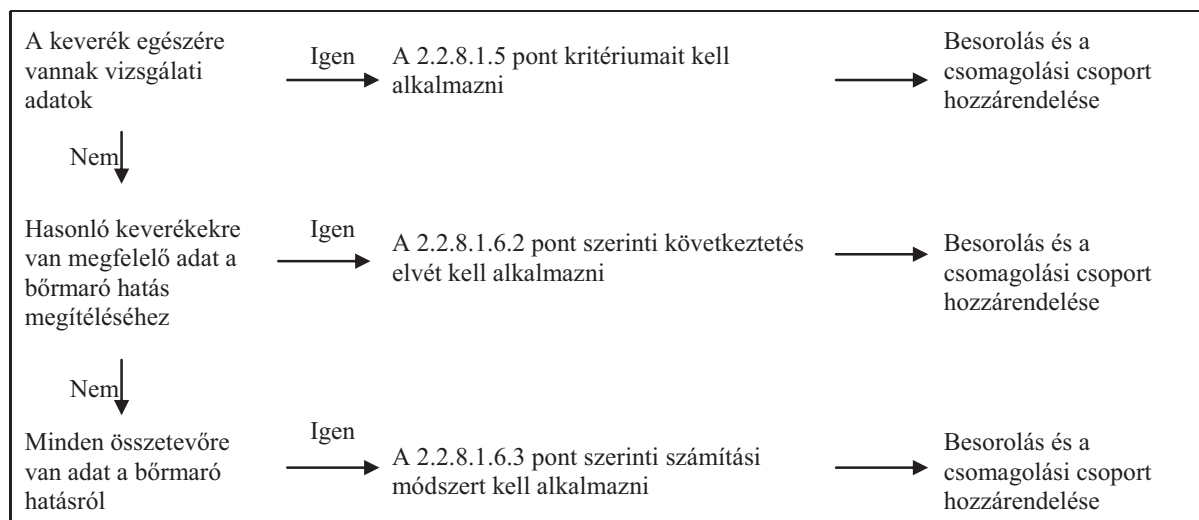 A keverék egészére
vannak vizsgálati
adatok
Igen
A 2.2.8.1.5 pont kritériumait kell
alkalmazni
Besorolás és a
csomagolási csoport
hozzárendelése
Nem
Hasonló keverékekre
van megfelelő adat a
bőrmaró hatás
megítéléséhez
Igen
A 2.2.8.1.6.2 pont szerinti következtetés
elvét kell alkalmazni
Besorolás és a
csomagolási csoport
hozzárendelése
Nem
Minden összetevőre
van adat a bőrmaró
hatásról
Igen
A 2.2.8.1.6.3 pont szerinti számítási
módszert kell alkalmazni
Besorolás és a
csomagolási csoport
hozzárendelése